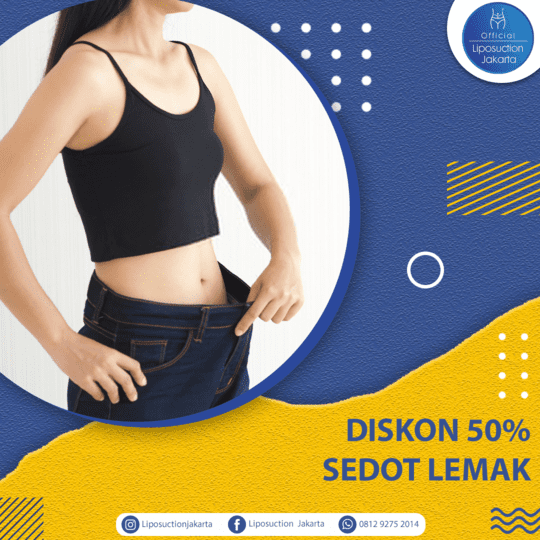 Official
Liposuction
Jakarta
DISKON 50%
SEDOT LEMAK
Liposuctionjakarta
Liposuction Jakarta
0812 9275 2014